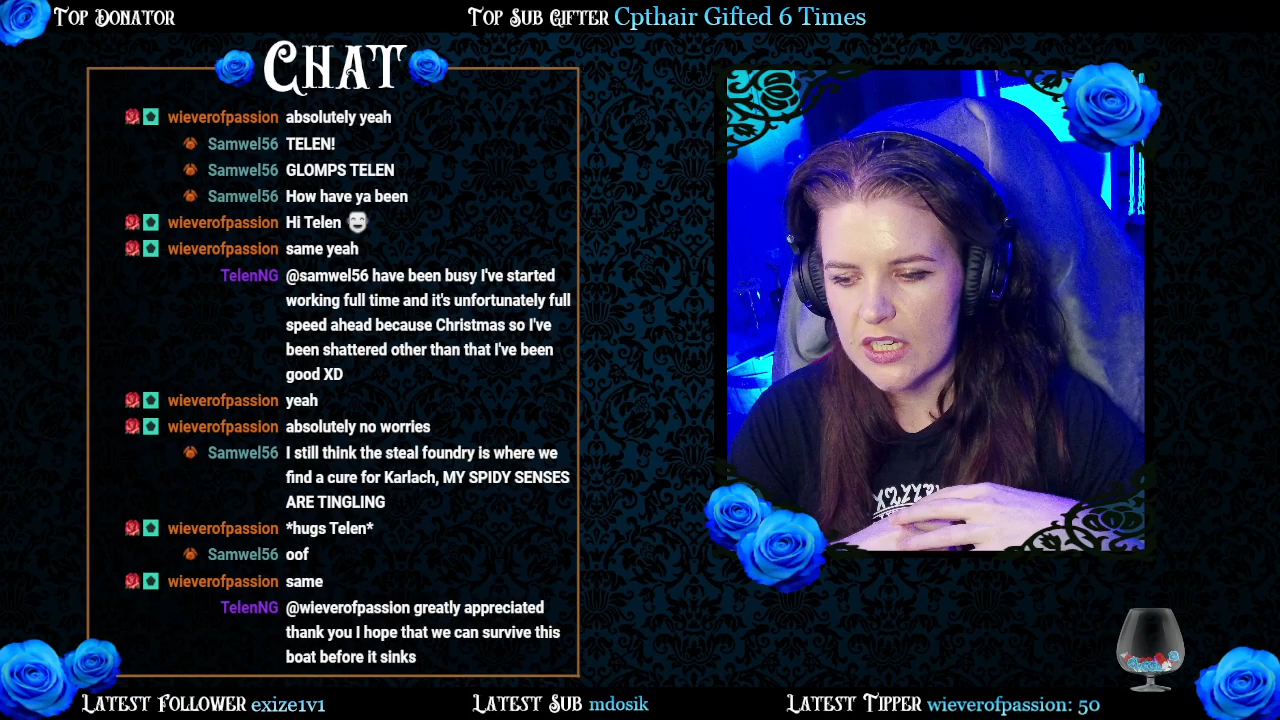 Top Donator
Top Sub Gifter Cpthair Gifted 6 Times
Chat
wieverofpassion absolutely yeah
Samwel56 TELEN!
Samwel56 GLOMPS TELEN
Samwel56 How have ya been
wieverofpassion Hi Telen
wieverofpassion same yeah
TelenNG @samwel56 have been busy I've started
working full time and it's unfortunately full
speed ahead because Christmas so I've
been shattered other than that I've been
good XD
wieverofpassion yeah
wieverofpassion absolutely no worries
Samwel56 I still think the steal foundry is where we
find a cure for Karlach, MY SPIDY SENSES
ARE TINGLING
wieverofpassion *hugs Telen*
Samwel56 oof
wieverofpassion same
TelenNG @wieverofpassion greatly appreciated
thank you I hope that we can survive this
boat before it sinks
Latest Follower exize1v1
Latest Sub mdosik
Latest Tipper wieverofpassion: 50